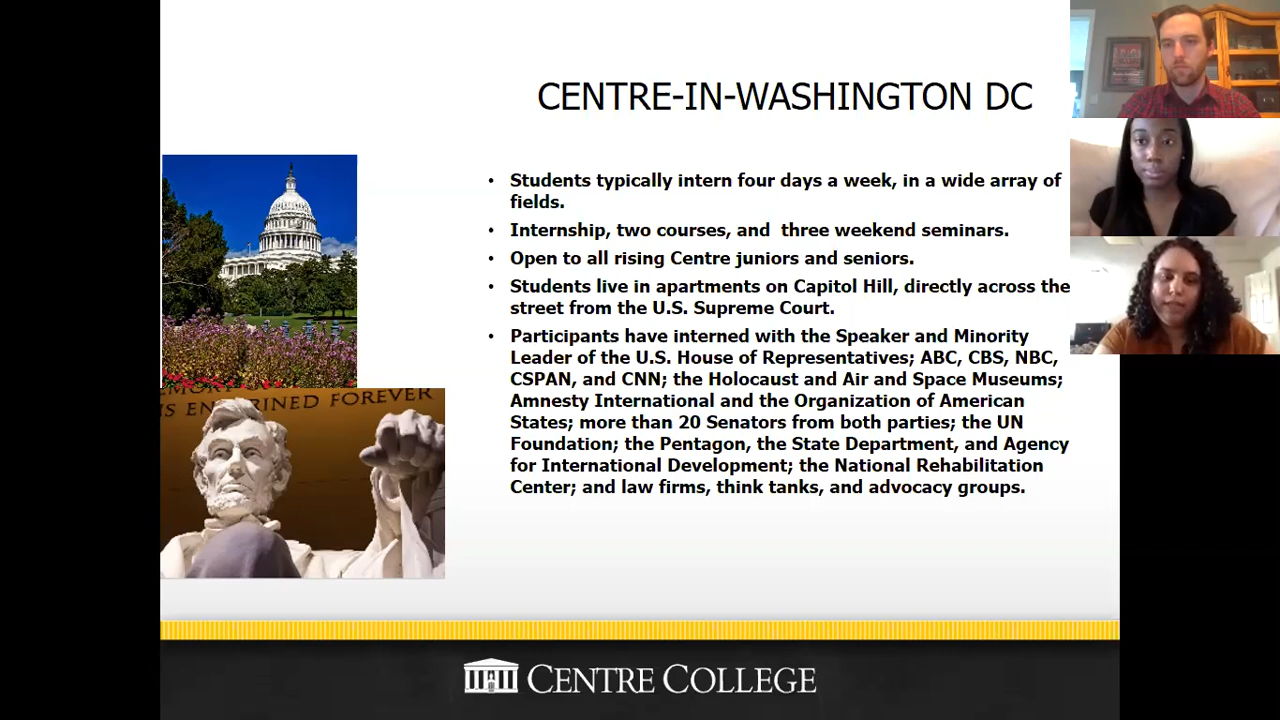 CENTRE-IN-WASHINGTON DC
• Students typically intern four days a week, in a wide array of
fields.
• Internship, two courses, and three weekend seminars.
• Open to all rising Centre juniors and seniors.
• Students live in apartments on Capitol Hill, directly across the
street from the U.S. Supreme Court.
• Participants have interned with the Speaker and Minority
Leader of the U.S. House of Representatives; ABC, CBS, NBC,
CSPAN, and CNN; the Holocaust and Air and Space Museums;
Amnesty International and the Organization of American
States; more than 20 Senators from both parties; the UN
Foundation; the Pentagon, the State Department, and Agency
for International Development; the National Rehabilitation
Center; and law firms, think tanks, and advocacy groups.
FOREVER
CENTRE COLLEGE